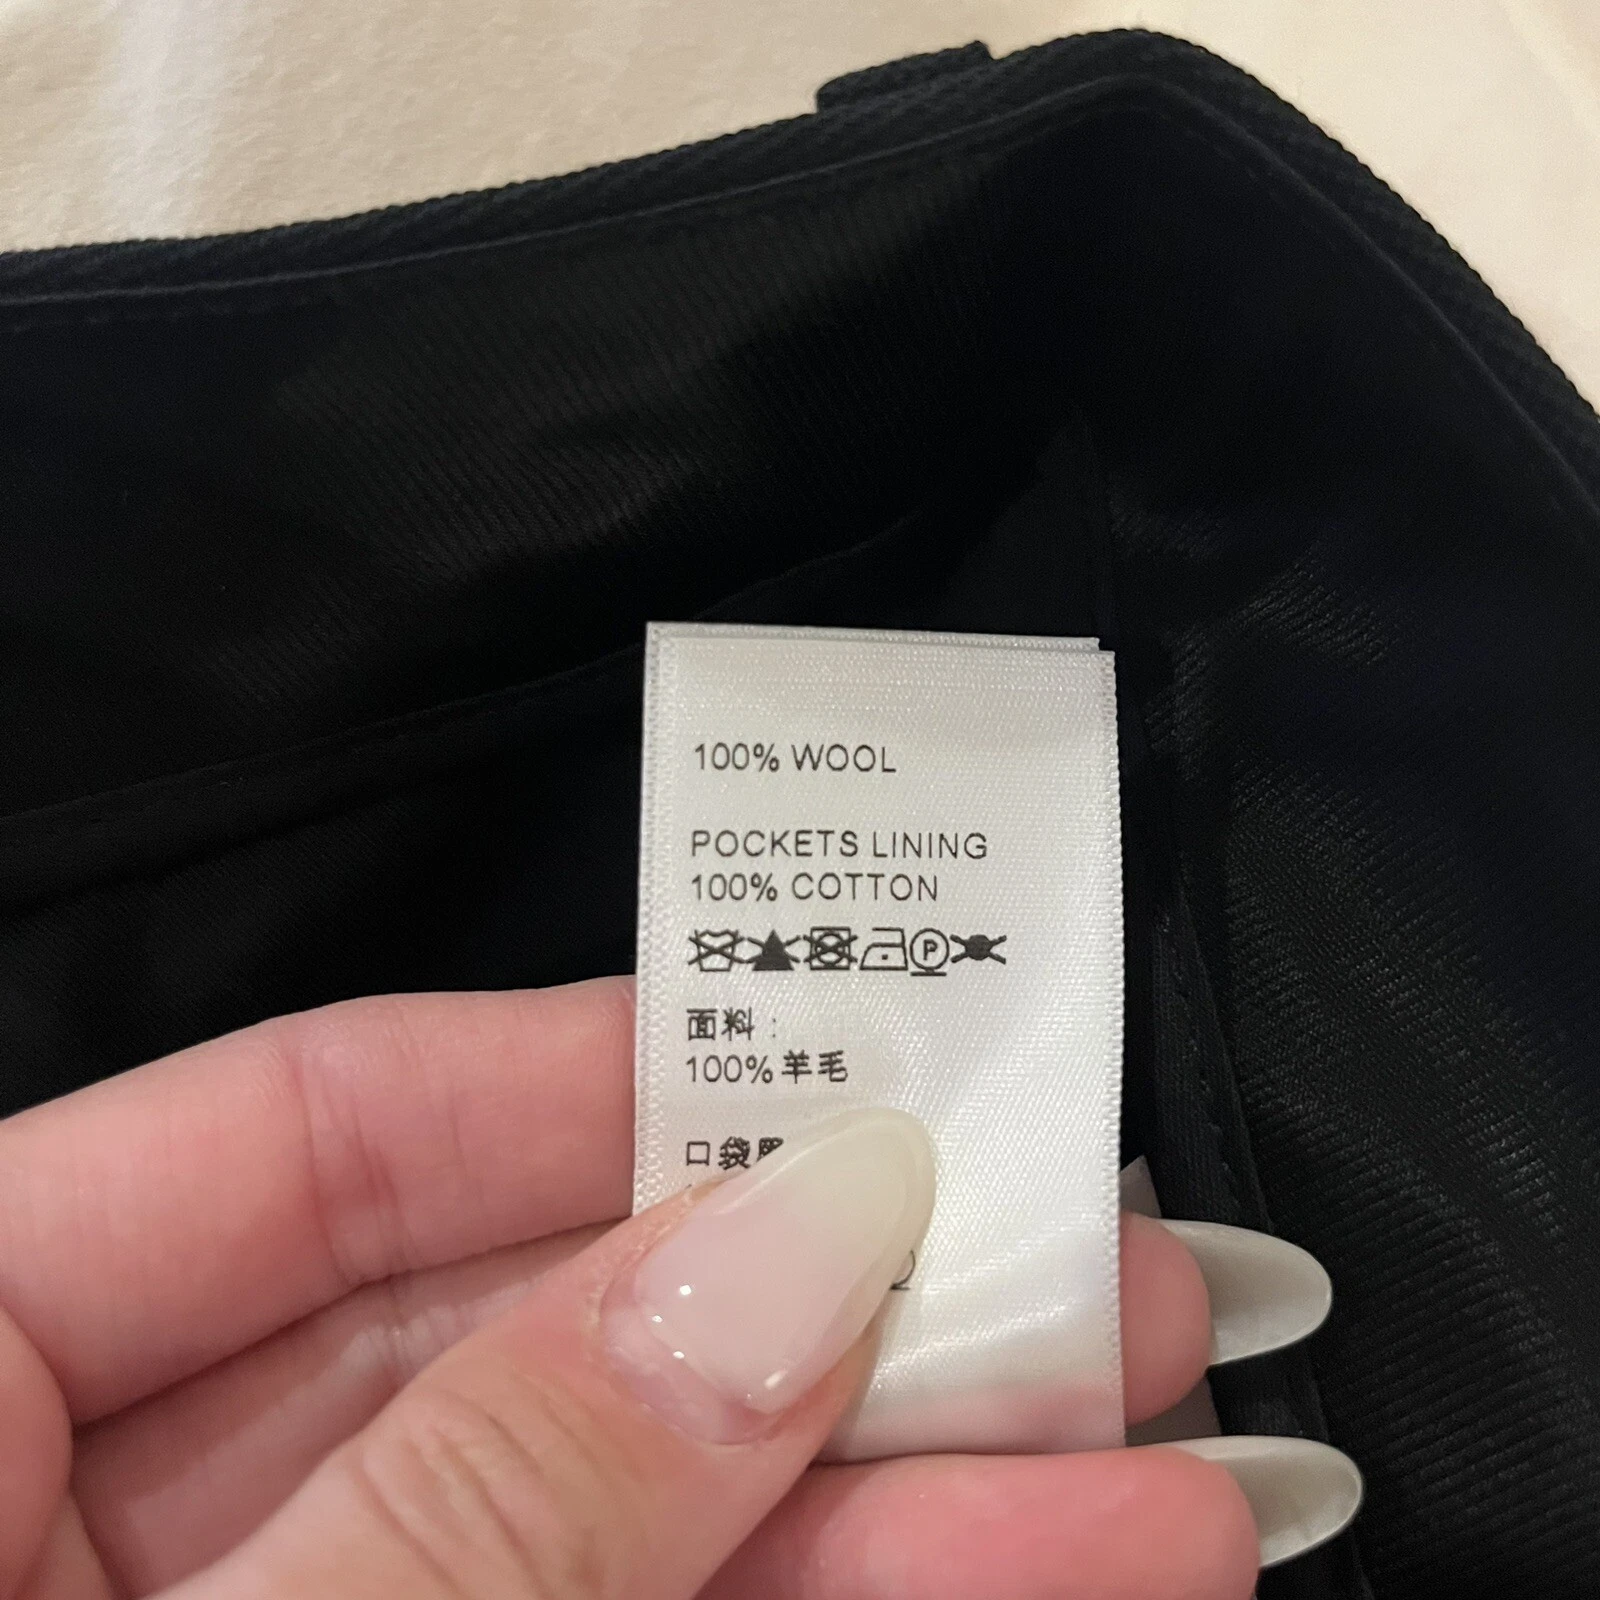 100% WOOL
POCKETS LINING
100% COTTON
P
面料：
100%羊毛
口袋